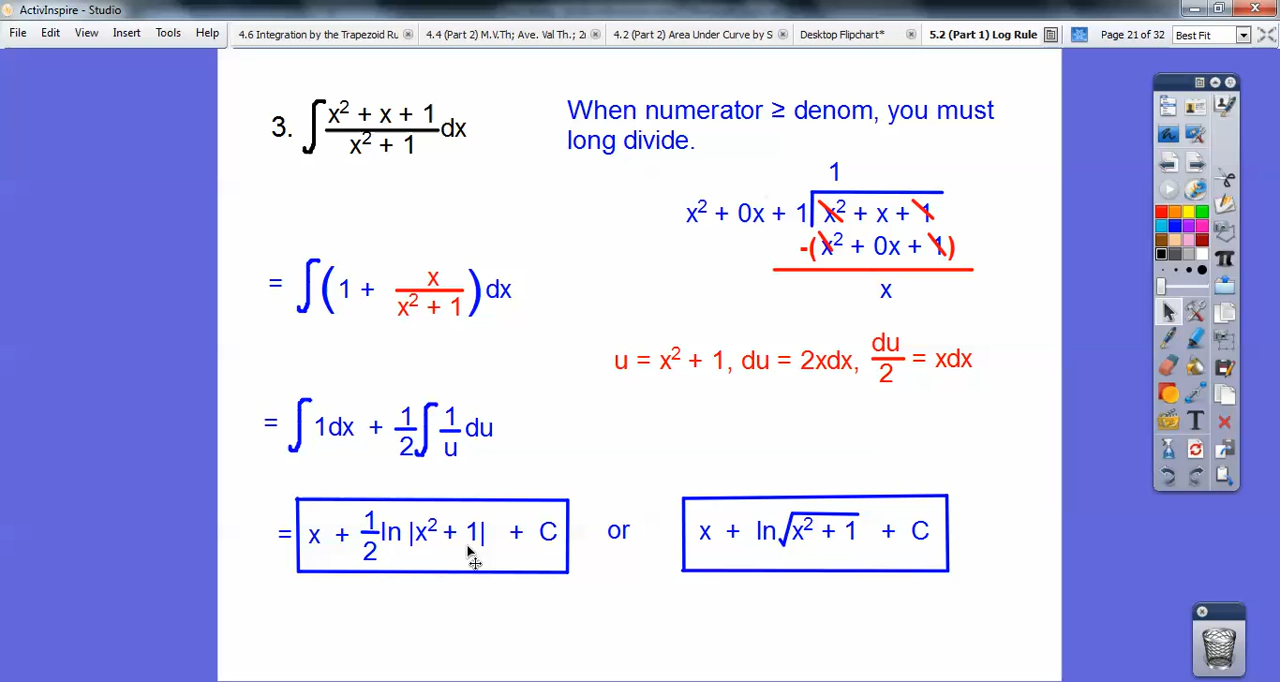 ActivInspire - Studio
File Edit View Insert Tools Help
4.6 Integration by the Trapezoid Ru
4.4 (Part 2) M.V.Th; Ave. Val Th.; 2
4.2 (Part 2) Area Under Curve by S
Desktop Flipchart*
5.2 (Part 1) Log Rule
Page 21 of 32
Best Fit
3. ∫ (x² + x + 1)/(x² + 1) dx
When numerator ≥ denom, you must
long divide.
1
x² + 0x + 1 x² + x + 1
-(x² + 0x + 1)
x
= ∫(1 + x/(x² + 1))dx
u = x² + 1, du = 2xdx, du/2 = xdx
= ∫1dx + 1/2 ∫ 1/u du
= x + 1/2 ln |x² + 1| + C or x + ln√(x² + 1) + C